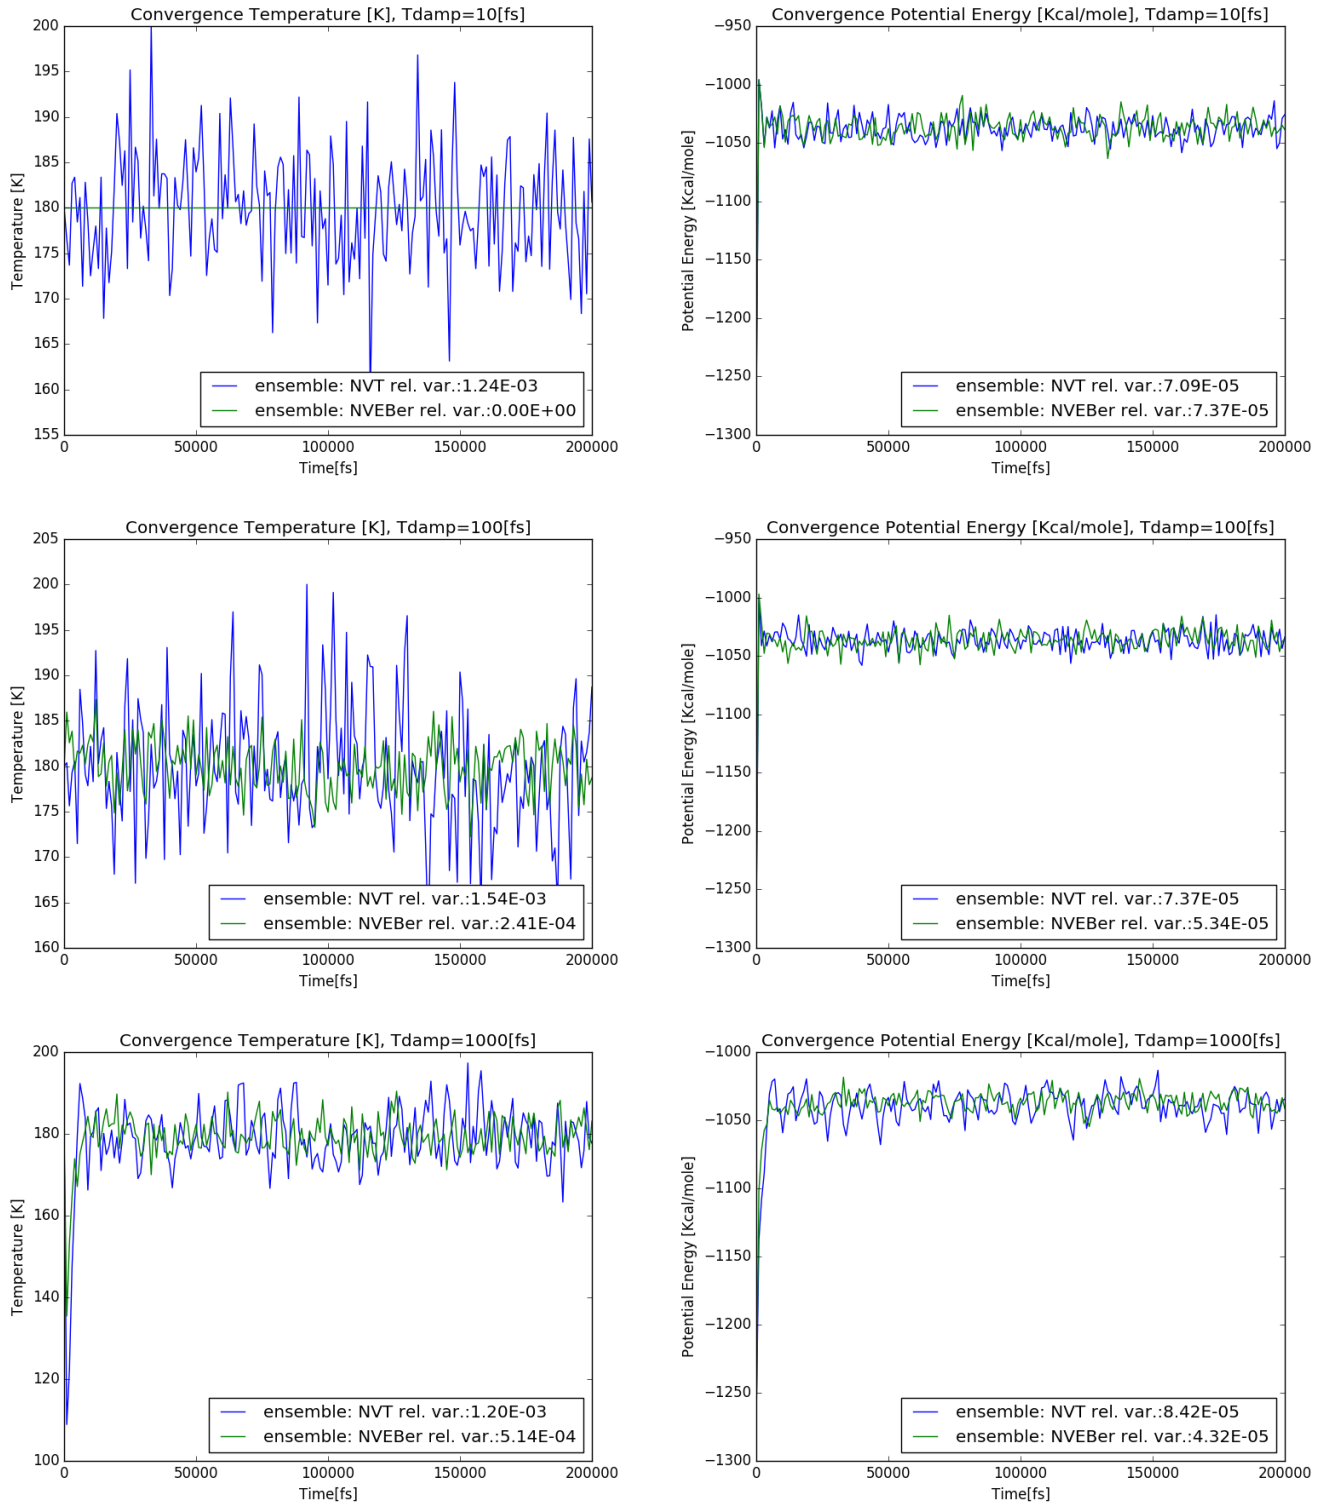 Convergence Temperature [K], Tdamp=10[fs]
200
195
190
185
180
175
170
165
160
155
Temperature [K]
ensemble: NVT rel. var.:1.24E-03
ensemble: NVEBer rel. var.:0.00E+00
0 50000 100000 150000 200000
Time[fs]
Convergence Potential Energy [Kcal/mole], Tdamp=10[fs]
−950
−1000
−1050
−1100
−1150
−1200
−1250
−1300
Potential Energy [Kcal/mole]
ensemble: NVT rel. var.:7.09E-05
ensemble: NVEBer rel. var.:7.37E-05
0 50000 100000 150000 200000
Time[fs]
Convergence Temperature [K], Tdamp=100[fs]
205
200
195
190
185
180
175
170
165
160
Temperature [K]
ensemble: NVT rel. var.:1.54E-03
ensemble: NVEBer rel. var.:2.41E-04
0 50000 100000 150000 200000
Time[fs]
Convergence Potential Energy [Kcal/mole], Tdamp=100[fs]
−950
−1000
−1050
−1100
−1150
−1200
−1250
−1300
Potential Energy [Kcal/mole]
ensemble: NVT rel. var.:7.37E-05
ensemble: NVEBer rel. var.:5.34E-05
0 50000 100000 150000 200000
Time[fs]
Convergence Temperature [K], Tdamp=1000[fs]
200
180
160
140
120
100
Temperature [K]
ensemble: NVT rel. var.:1.20E-03
ensemble: NVEBer rel. var.:5.14E-04
0 50000 100000 150000 200000
Time[fs]
Convergence Potential Energy [Kcal/mole], Tdamp=1000[fs]
−1000
−1050
−1100
−1150
−1200
−1250
−1300
Potential Energy [Kcal/mole]
ensemble: NVT rel. var.:8.42E-05
ensemble: NVEBer rel. var.:4.32E-05
0 50000 100000 150000 200000
Time[fs]